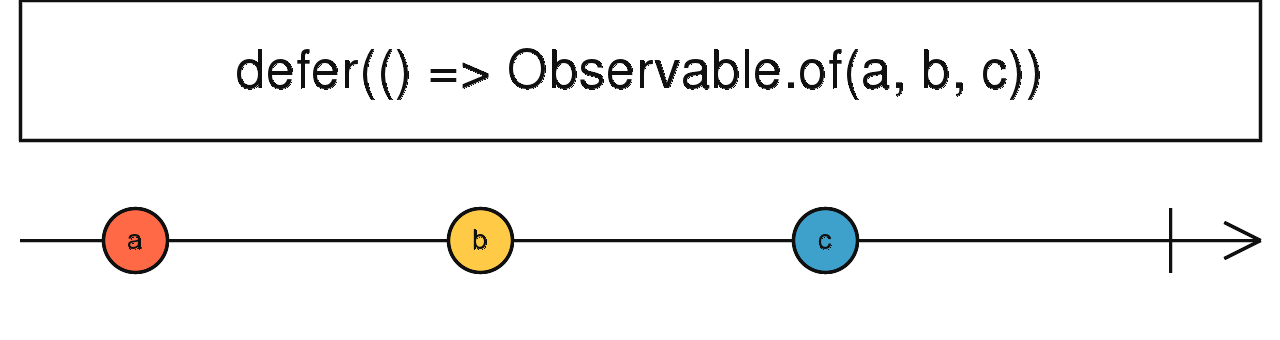 defer(() => Observable.of(a, b, c))
a b c